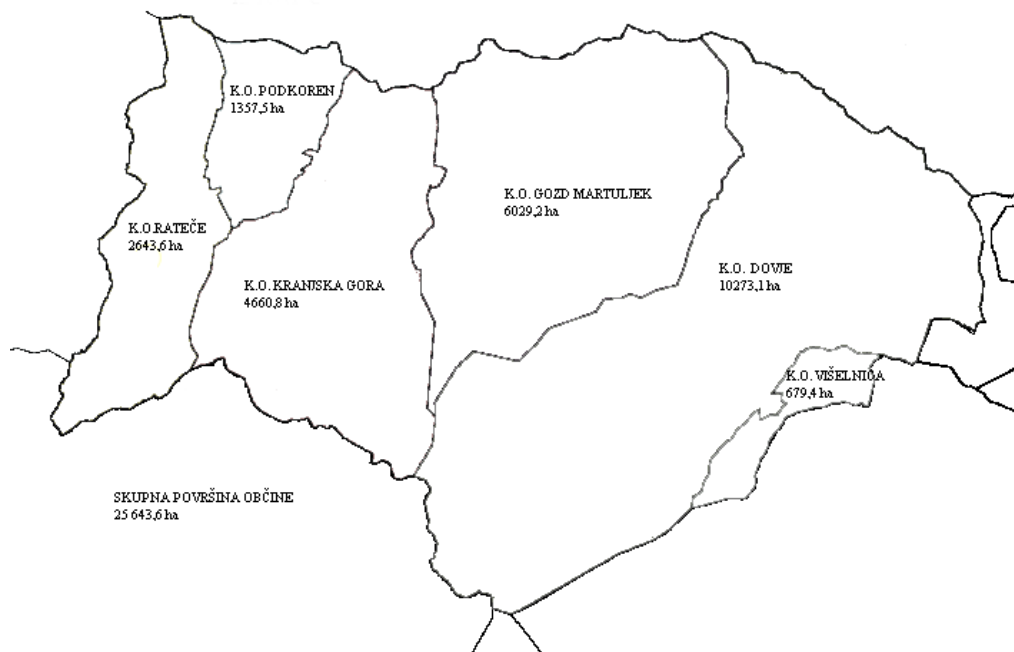 K.O. PODKOREN
1357,5 ha
K.O. GOZD MARTULJEK
6029,2 ha
K.O.RATEČE
2643,6 ha
K.O. KRANJSKA GORA
4660,8 ha
K.O. DOVJE
10273,1 ha
K.O. VIŠELNICA
679,4 ha
SKUPNA POVRŠINA OBČINE
25 643,6 ha